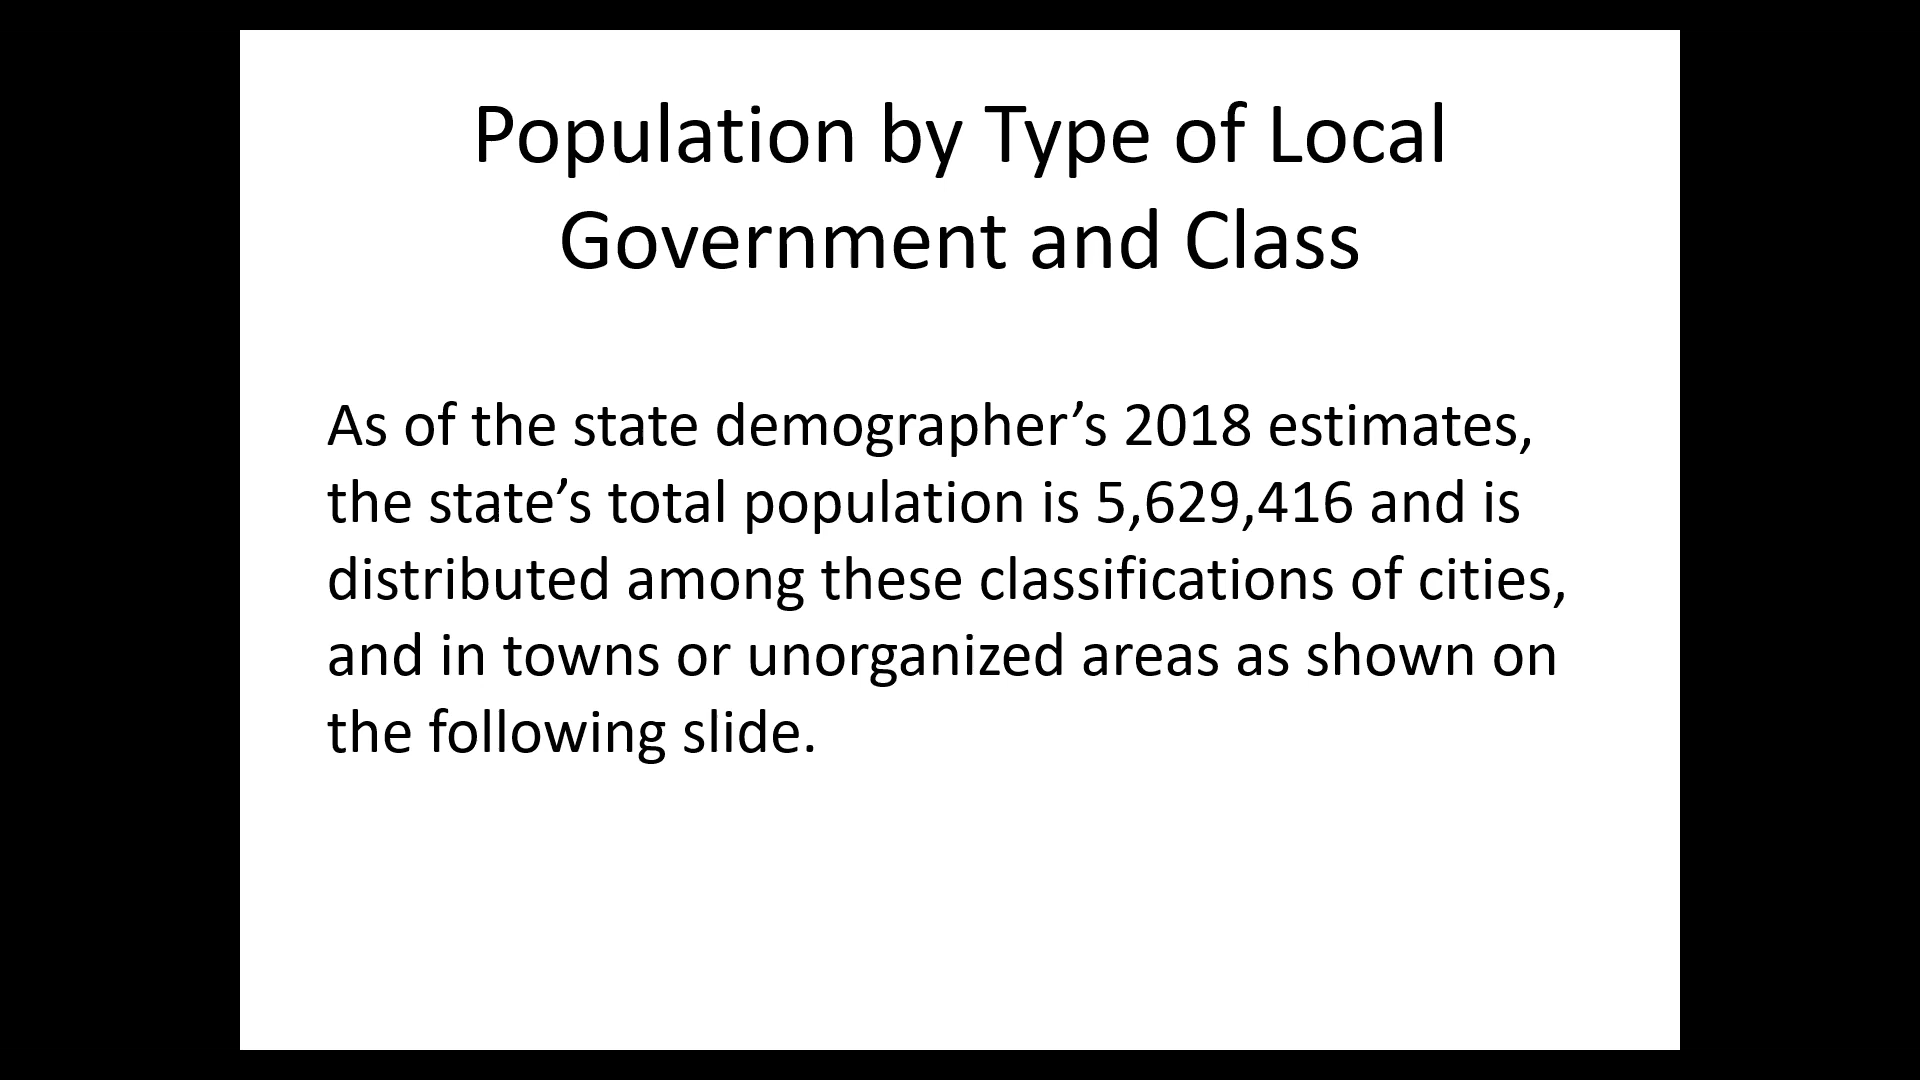 Population by Type of Local
Government and Class
As of the state demographer’s 2018 estimates,
the state’s total population is 5,629,416 and is
distributed among these classifications of cities,
and in towns or unorganized areas as shown on
the following slide.